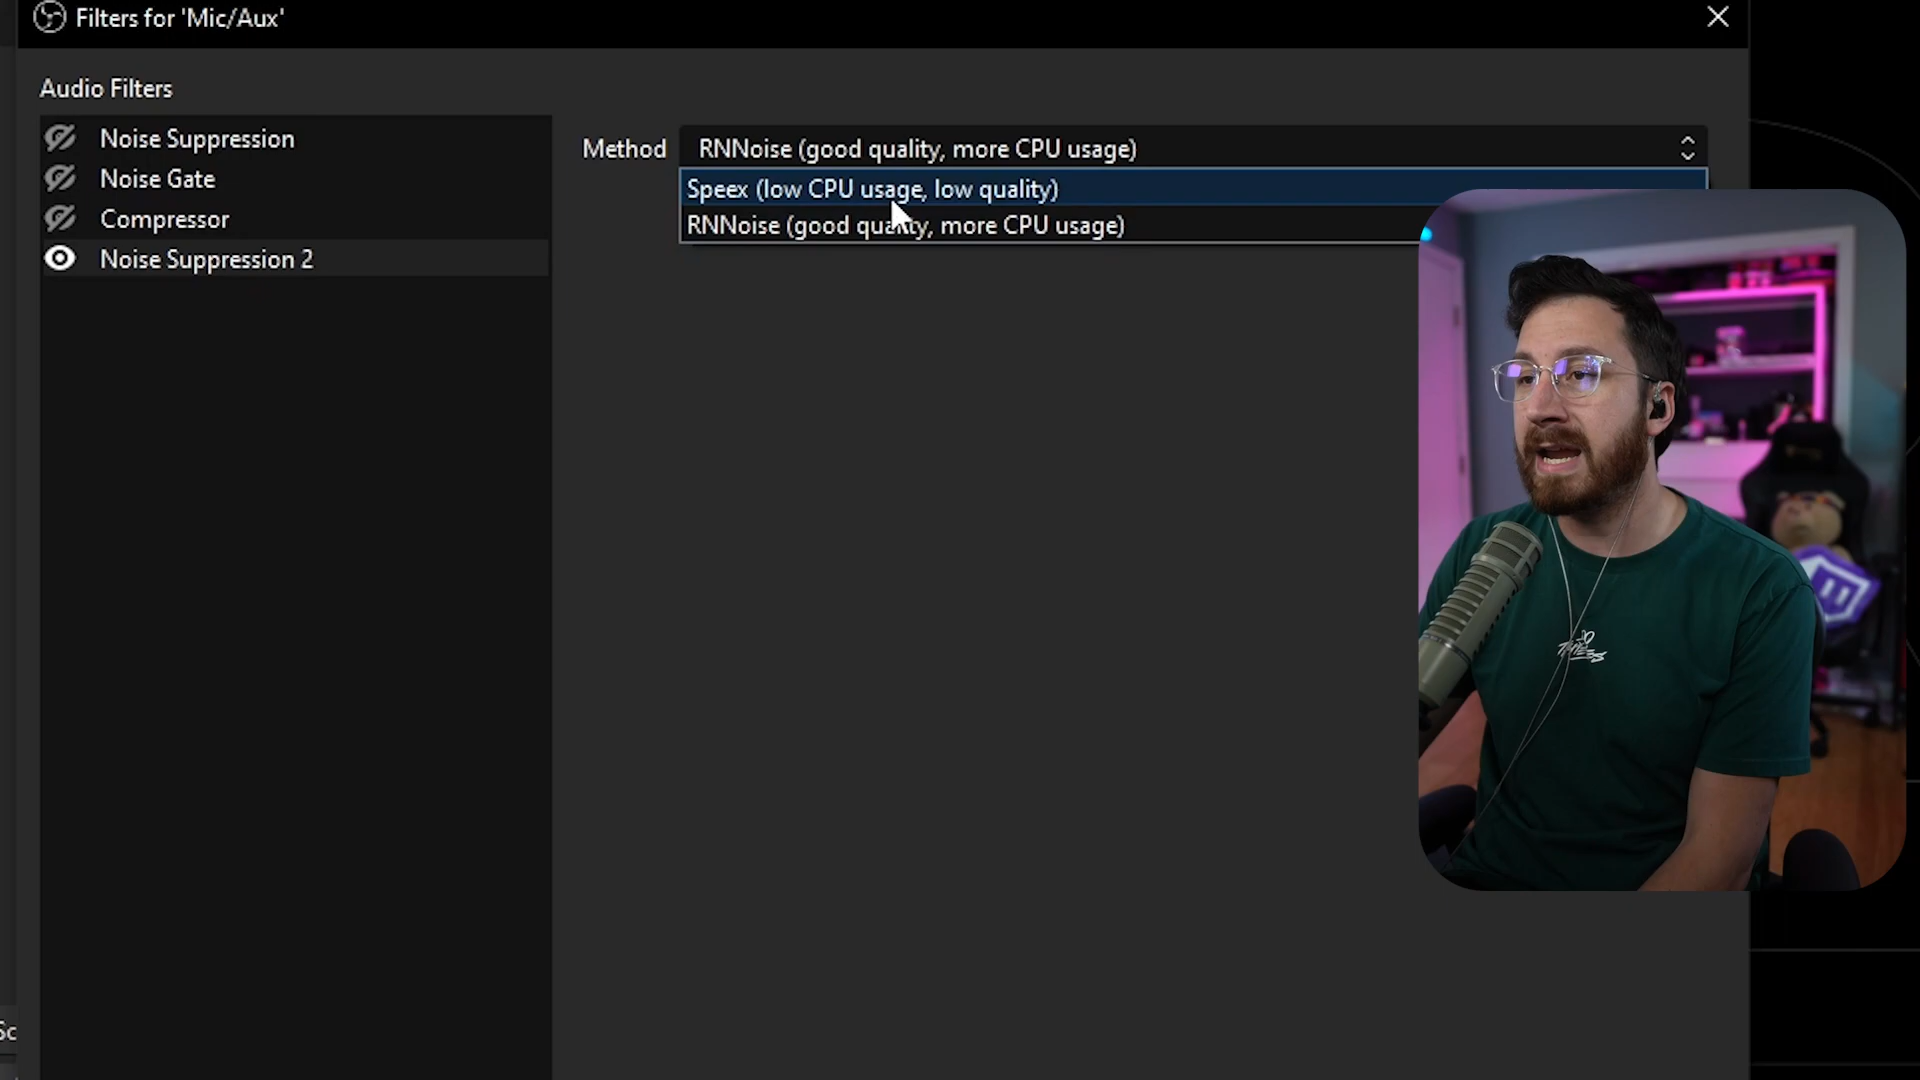 Filters for 'Mic/Aux'
Audio Filters
Noise Suppression
Noise Gate
Compressor
Noise Suppression 2
Method RNNoise (good quality, more CPU usage)
Speex (low CPU usage, low quality)
RNNoise (good quality, more CPU usage)
Sc